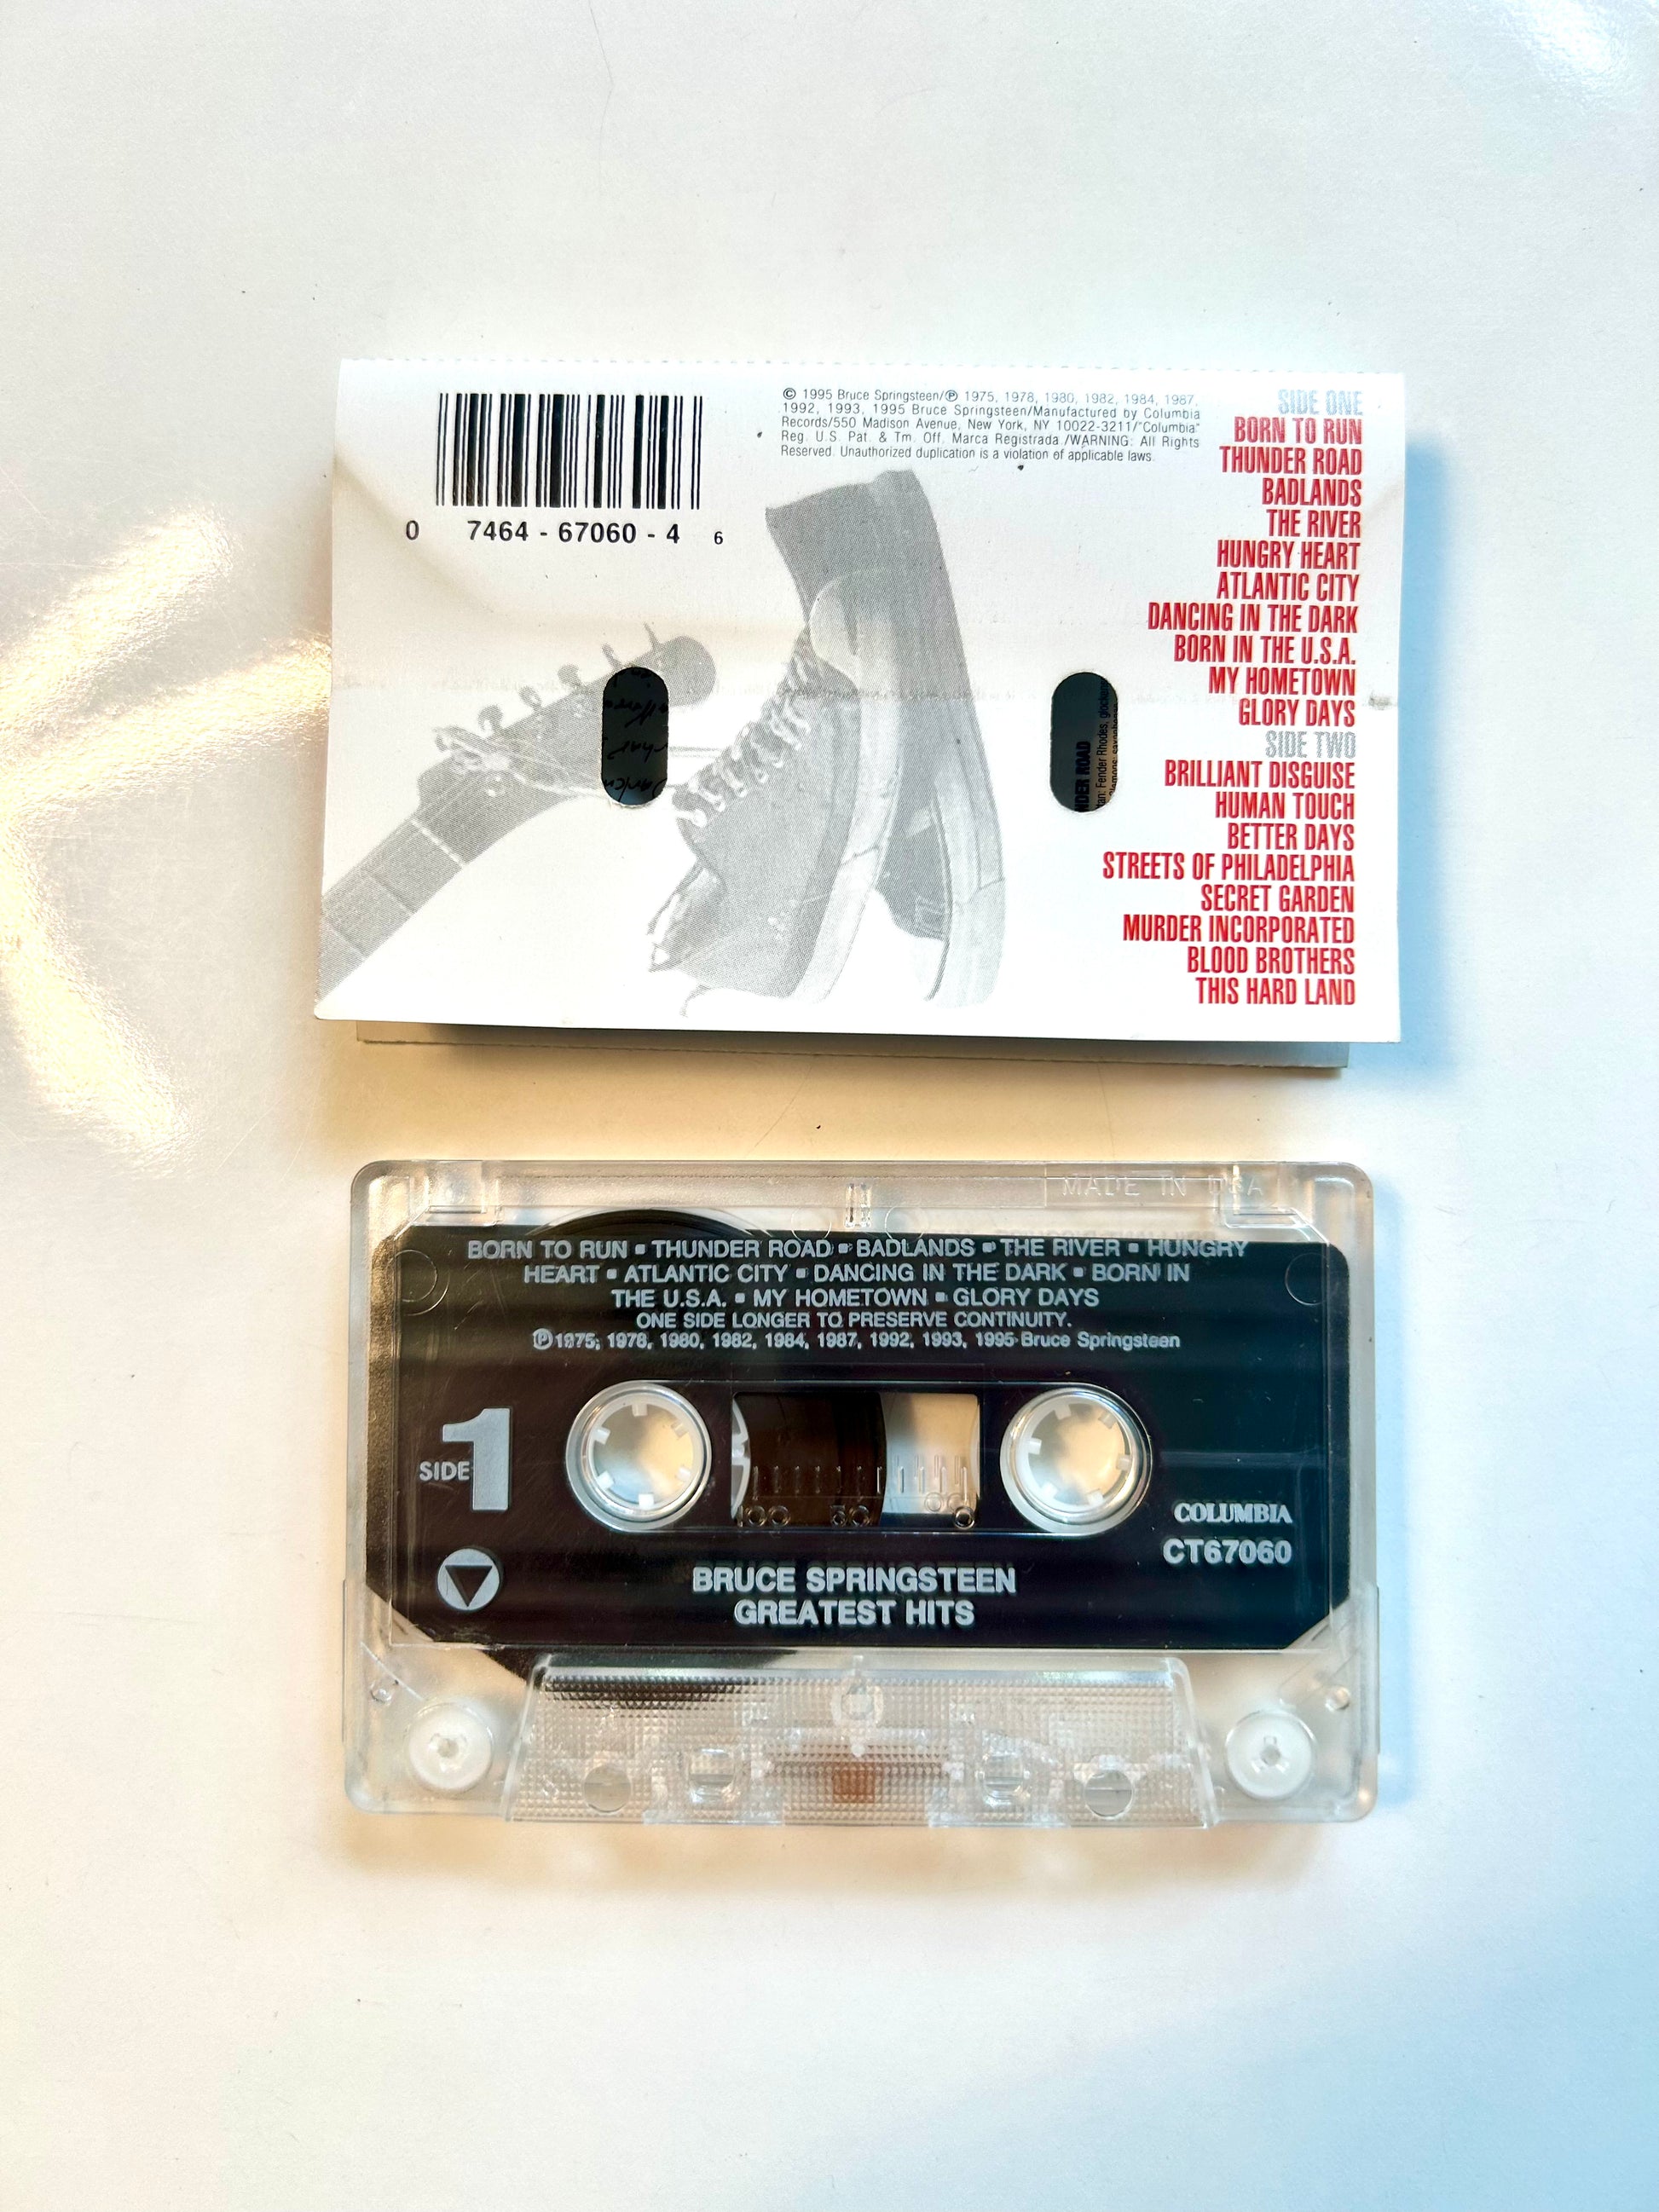 © 1995 Bruce Springsteen/℗ 1975, 1978, 1980, 1982, 1984, 1987,
1992, 1993, 1995 Bruce Springsteen/Manufactured by Columbia
Records/550 Madison Avenue, New York, NY 10022-3211/"Columbia"
Reg. U.S. Pat. & Tm. Off. Marca Registrada./WARNING: All Rights
Reserved. Unauthorized duplication is a violation of applicable laws.
0 7464 - 67060 - 4 6
SIDE ONE
BORN TO RUN
THUNDER ROAD
BADLANDS
THE RIVER
HUNGRY HEART
ATLANTIC CITY
DANCING IN THE DARK
BORN IN THE U.S.A.
MY HOMETOWN
GLORY DAYS
SIDE TWO
BRILLIANT DISGUISE
HUMAN TOUCH
BETTER DAYS
STREETS OF PHILADELPHIA
SECRET GARDEN
MURDER INCORPORATED
BLOOD BROTHERS
THIS HARD LAND
NDER ROAD
Fender Rhodes,
MADE IN USA
BORN TO RUN ▪ THUNDER ROAD ▪ BADLANDS ▪ THE RIVER ▪ HUNGRY
HEART ▪ ATLANTIC CITY ▪ DANCING IN THE DARK ▪ BORN IN
THE U.S.A. ▪ MY HOMETOWN ▪ GLORY DAYS
ONE SIDE LONGER TO PRESERVE CONTINUITY.
℗ 1975, 1978, 1980, 1982, 1984, 1987, 1992, 1993, 1995 Bruce Springsteen
SIDE 1
100 50 0
COLUMBIA
CT67060
BRUCE SPRINGSTEEN
GREATEST HITS